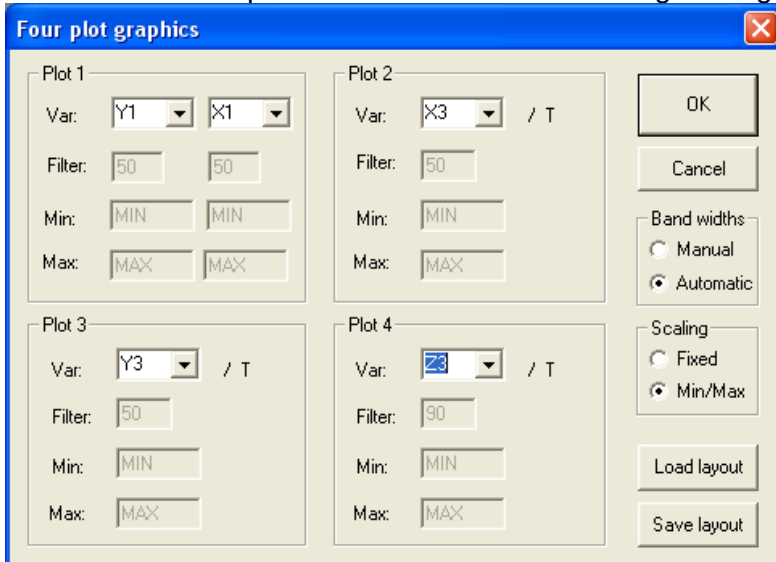 Four plot graphics
Plot 1
Var: Y1 X1
Filter: 50 50
Min: MIN MIN
Max: MAX MAX
Plot 2
Var: X3 / T
Filter: 50
Min: MIN
Max: MAX
OK
Cancel
Band widths
Manual
Automatic
Plot 3
Var: Y3 / T
Filter: 50
Min: MIN
Max: MAX
Plot 4
Var: Z3 / T
Filter: 90
Min: MIN
Max: MAX
Scaling
Fixed
Min/Max
Load layout
Save layout